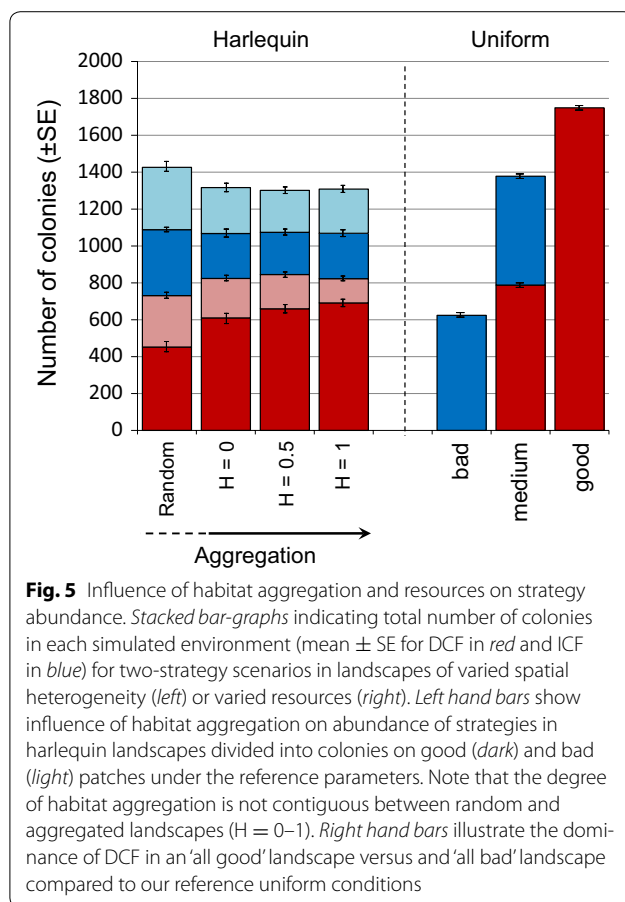 Harlequin
Uniform
Number of colonies (±SE)
2000
1800
1600
1400
1200
1000
800
600
400
200
0
Random
H = 0
H = 0.5
H = 1
bad
medium
good
Aggregation
Fig. 5 Influence of habitat aggregation and resources on strategy
abundance. Stacked bar-graphs indicating total number of colonies
in each simulated environment (mean ± SE for DCF in red and ICF
in blue) for two-strategy scenarios in landscapes of varied spatial
heterogeneity (left) or varied resources (right). Left hand bars show
influence of habitat aggregation on abundance of strategies in
harlequin landscapes divided into colonies on good (dark) and bad
(light) patches under the reference parameters. Note that the degree
of habitat aggregation is not contiguous between random and
aggregated landscapes (H = 0–1). Right hand bars illustrate the domi-
nance of DCF in an 'all good' landscape versus and 'all bad' landscape
compared to our reference uniform conditions